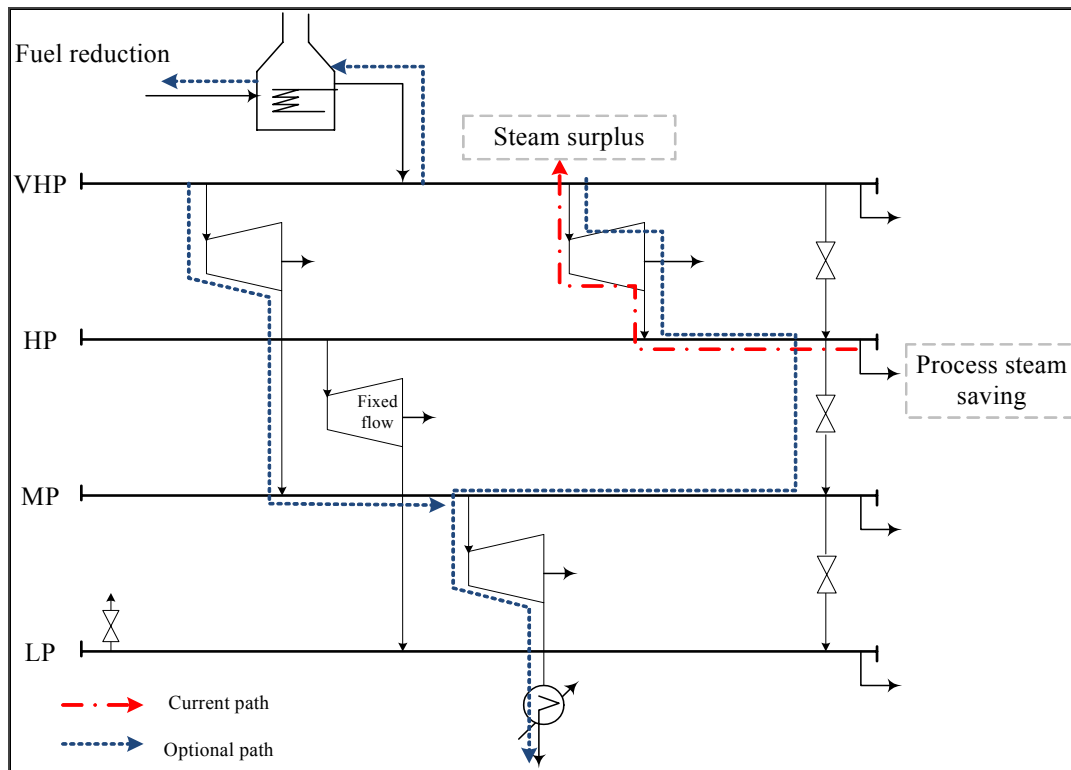 Fuel reduction
Steam surplus
VHP
HP
Process steam
saving
Fixed
flow
MP
LP
Current path
Optional path